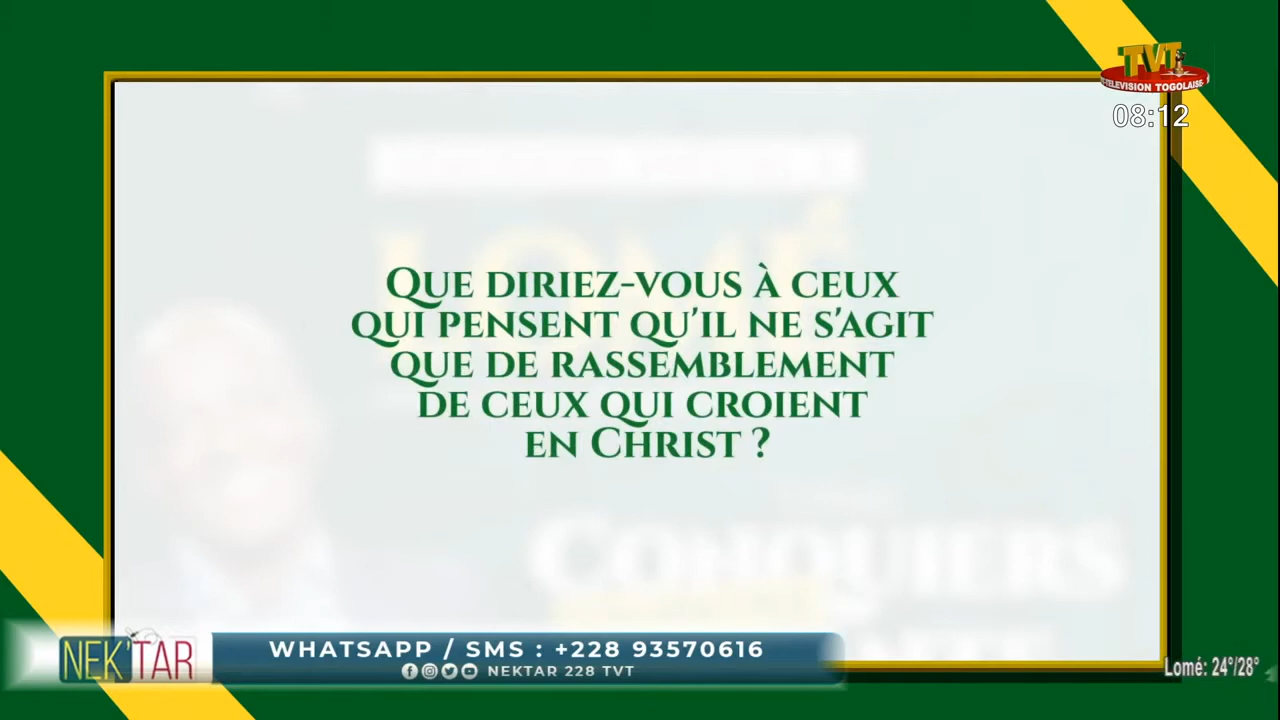 TVT
TELEVISION TOGOLAISE
08:12
QUE DIRIEZ-VOUS À CEUX
QUI PENSENT QU'IL NE S'AGIT
QUE DE RASSEMBLEMENT
DE CEUX QUI CROIENT
EN CHRIST ?
CONQUIERS
NEK'TAR
WHATSAPP / SMS : +228 93570616
NEKTAR 228 TVT
Lomé: 24°/28°